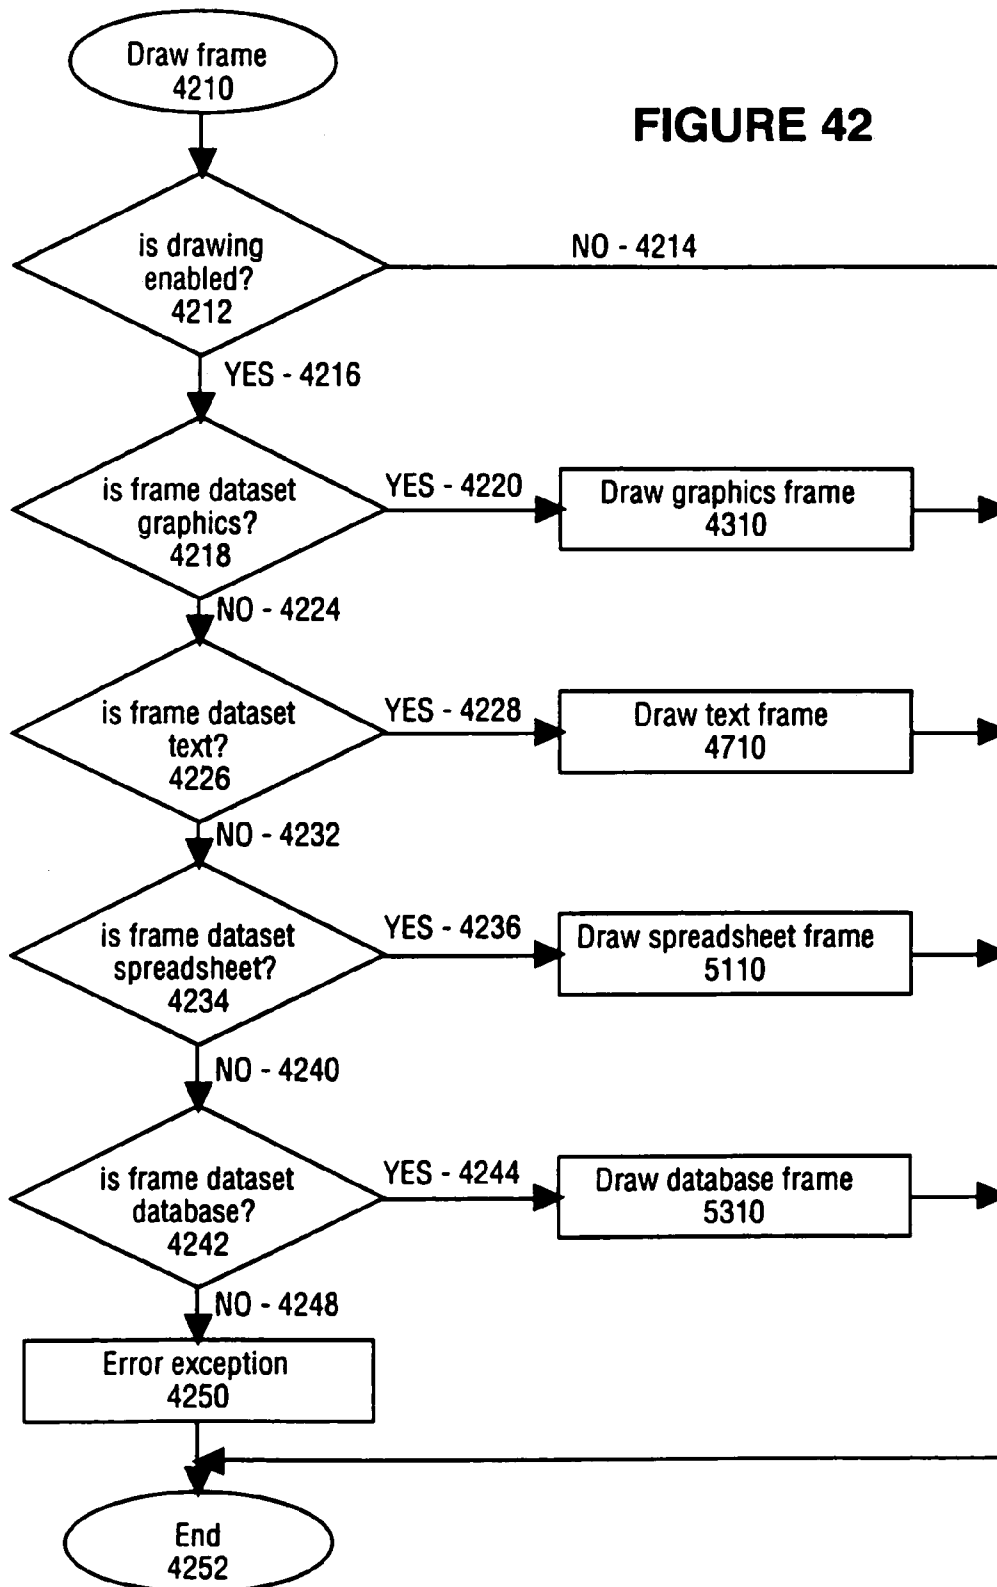 Draw frame
4210
FIGURE 42
is drawing
enabled?
4212
NO - 4214
YES - 4216
is frame dataset
graphics?
4218
YES - 4220
Draw graphics frame
4310
NO - 4224
is frame dataset
text?
4226
YES - 4228
Draw text frame
4710
NO - 4232
is frame dataset
spreadsheet?
4234
YES - 4236
Draw spreadsheet frame
5110
NO - 4240
is frame dataset
database?
4242
YES - 4244
Draw database frame
5310
NO - 4248
Error exception
4250
End
4252